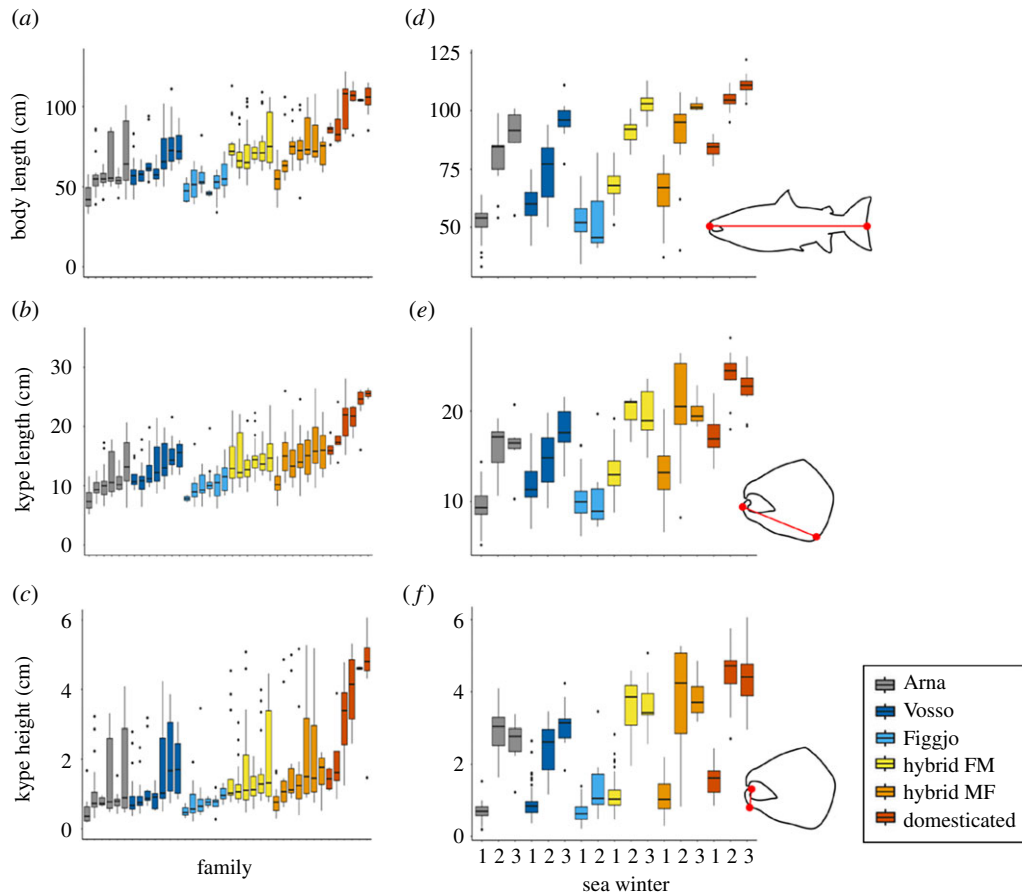 (a)
(d)
body length (cm)
100
50
0
125
100
75
50
(b)
(e)
kype length (cm)
30
20
10
0
20
10
(c)
(f)
kype height (cm)
6
4
2
0
6
4
2
0
1 2 3 1 2 3 1 2 1 2 3 1 2 3 1 2 3
family
sea winter
Arna
Vosso
Figgjo
hybrid FM
hybrid MF
domesticated